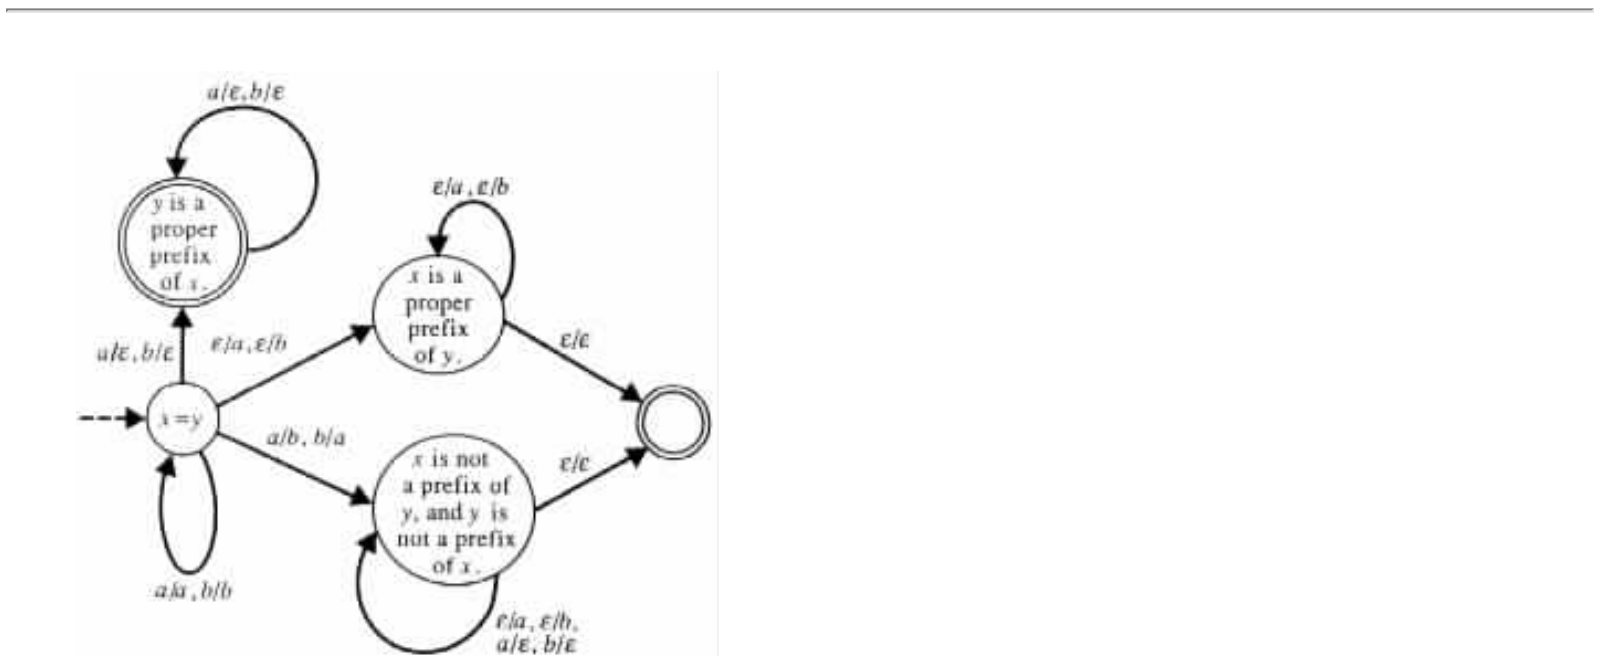 a/ε,b/ε
y is a
proper
prefix
of x.
ε/a,ε/b
x is a
proper
prefix
of y.
a/ε,b/ε
ε/a,ε/b
ε/ε
x=y
a/b, b/a
x is not
a prefix of
y, and y is
not a prefix
of x.
ε/ε
a/a,b/b
ε/a, ε/b,
a/ε, b/ε